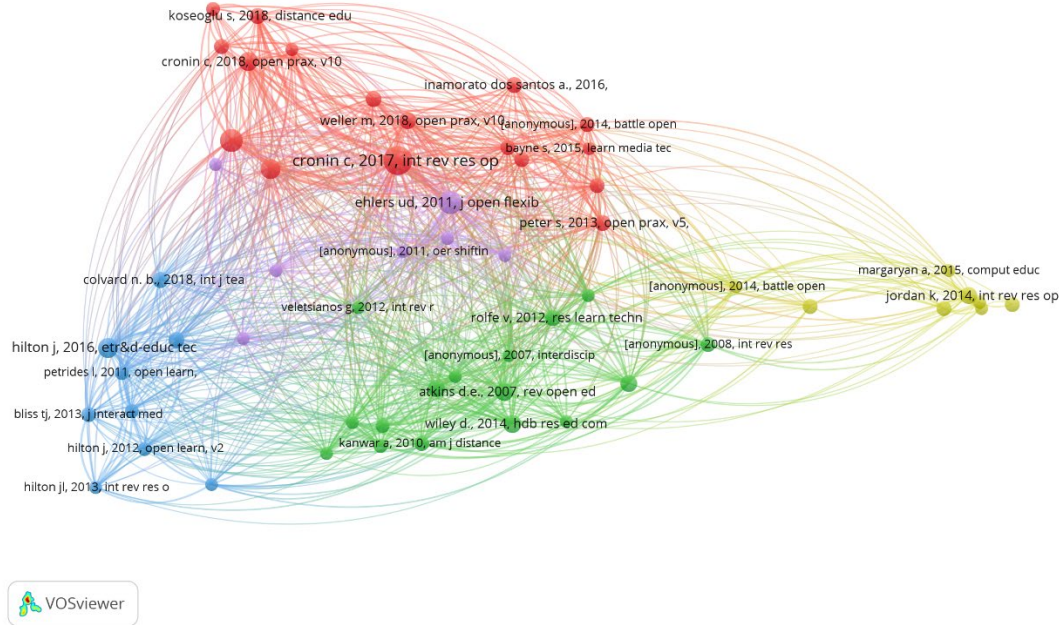 koseoglu s, 2018, distance edu
cronin c, 2018, open prax, v10
inamorato dos santos a., 2016,
weller m, 2018, open prax, v10
[anonymous], 2014, battle open
bayne s, 2015, learn media tec
cronin c, 2017, int rev res op
ehlers ud, 2011, j open flexib
peter s, 2013, open prax, v5,
[anonymous], 2011, oer shiftin
colvard n. b., 2018, int j tea
margaryan a, 2015, comput educ
[anonymous], 2014, battle open
jordan k, 2014, int rev res op
veletsianos g, 2012, int rev r
rolfe v, 2012, res learn techn
[anonymous], 2008, int rev res
hilton j, 2016, etr&d-educ tec
[anonymous], 2007, interdiscip
petrides l, 2011, open learn,
atkins d.e., 2007, rev open ed
bliss tj, 2013, j interact med
wiley d., 2014, hdb res ed com
kanwar a, 2010, am j distance
hilton j, 2012, open learn, v2
hilton jl, 2013, int rev res o
VOSviewer